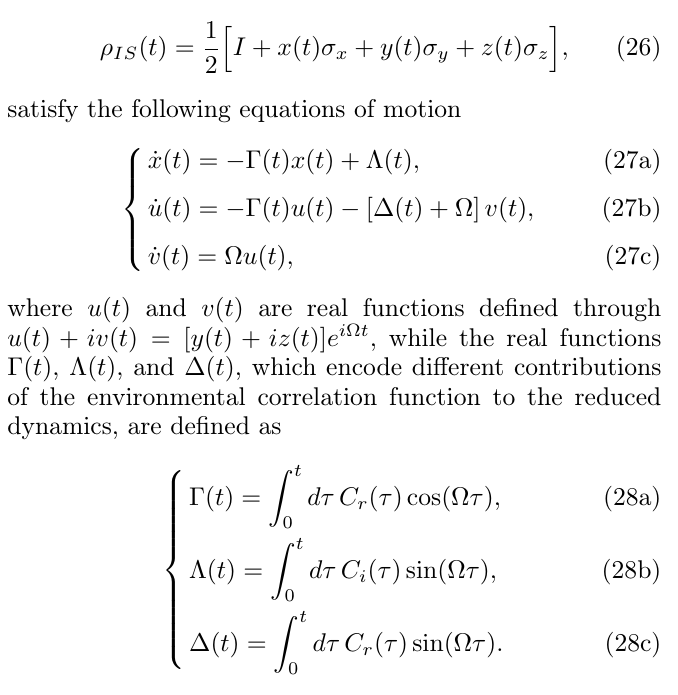 ρ_{IS}(t) = \frac{1}{2}\Big[I + x(t)σ_x + y(t)σ_y + z(t)σ_z\Big], (26)
satisfy the following equations of motion
ẋ(t) = −Γ(t)x(t) + Λ(t), (27a)
u̇(t) = −Γ(t)u(t) − [Δ(t) + Ω] v(t), (27b)
v̇(t) = Ωu(t), (27c)
where u(t) and v(t) are real functions defined through
u(t) + iv(t) = [y(t) + iz(t)]e^{iΩt}, while the real functions
Γ(t), Λ(t), and Δ(t), which encode different contributions
of the environmental correlation function to the reduced
dynamics, are defined as
Γ(t) = ∫_0^t dτ C_r(τ) cos(Ωτ), (28a)
Λ(t) = ∫_0^t dτ C_i(τ) sin(Ωτ), (28b)
Δ(t) = ∫_0^t dτ C_r(τ) sin(Ωτ). (28c)